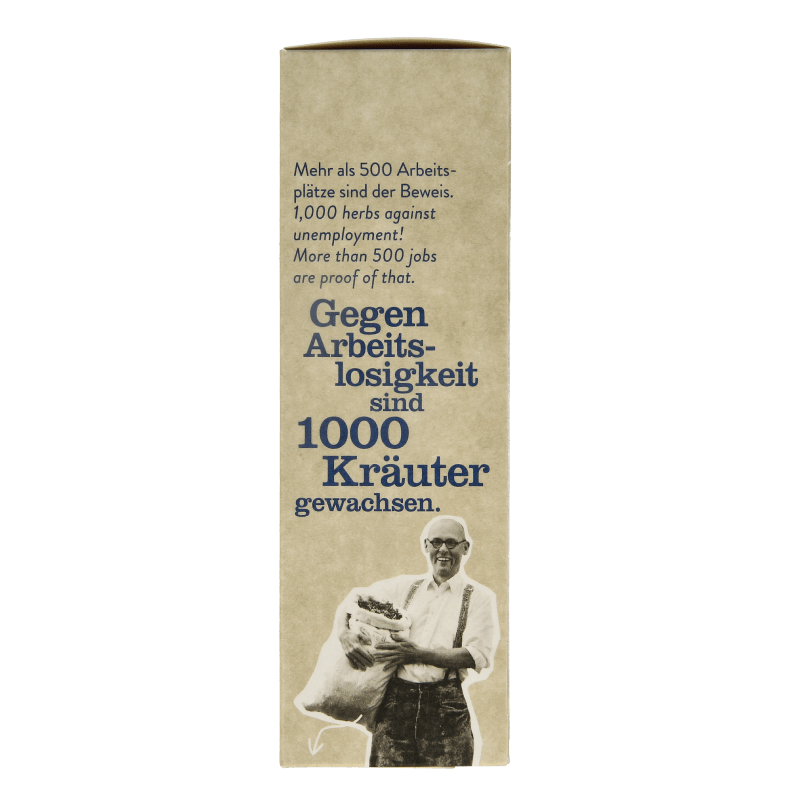 Mehr als 500 Arbeits-
plätze sind der Beweis.
1,000 herbs against
unemployment!
More than 500 jobs
are proof of that.
Gegen
Arbeits-
losigkeit
sind
1000
Kräuter
gewachsen.